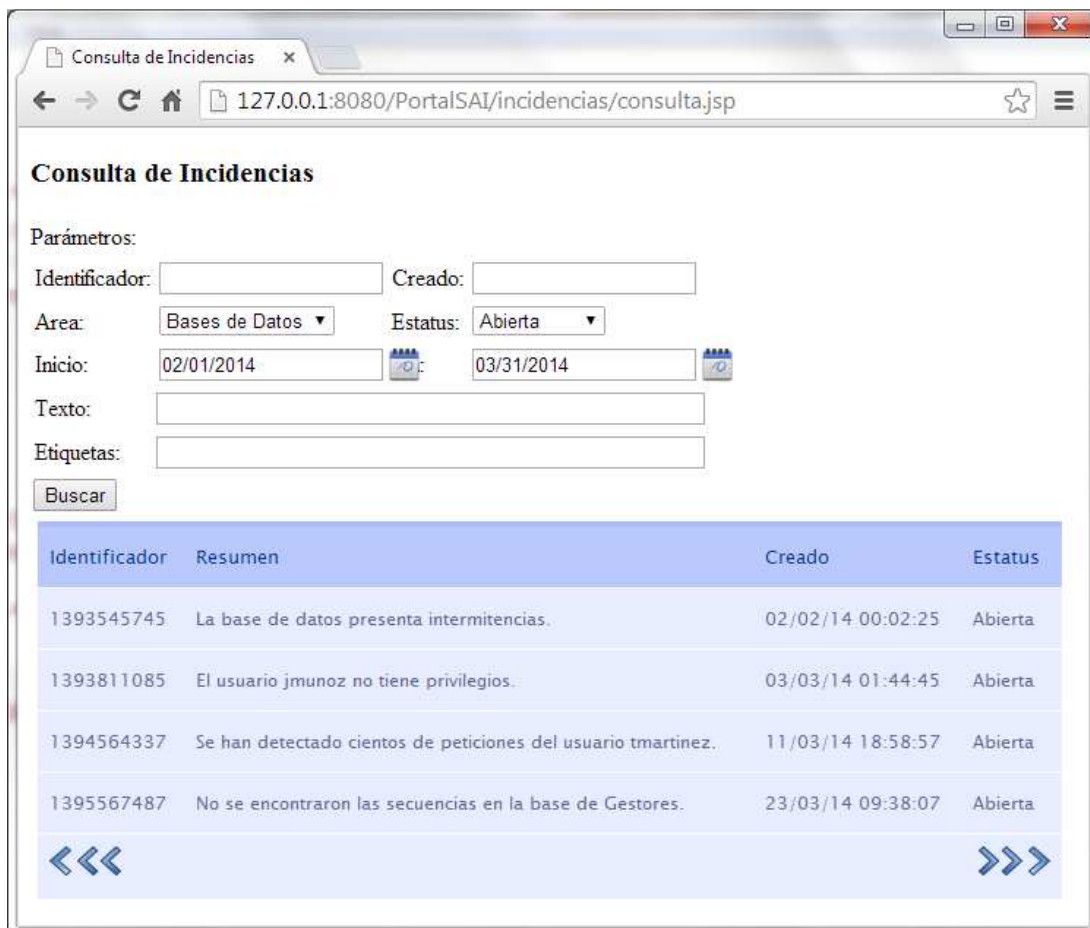 Consulta de Incidencias
127.0.0.1:8080/PortalSAI/incidencias/consulta.jsp
Consulta de Incidencias
Parámetros:
Identificador: Creado:
Area: Bases de Datos Estatus: Abierta
Inicio: 02/01/2014 : 03/31/2014
Texto:
Etiquetas:
Buscar
Identificador Resumen Creado Estatus
1393545745 La base de datos presenta intermitencias. 02/02/14 00:02:25 Abierta
1393811085 El usuario jmunoz no tiene privilegios. 03/03/14 01:44:45 Abierta
1394564337 Se han detectado cientos de peticiones del usuario tmartinez. 11/03/14 18:58:57 Abierta
1395567487 No se encontraron las secuencias en la base de Gestores. 23/03/14 09:38:07 Abierta